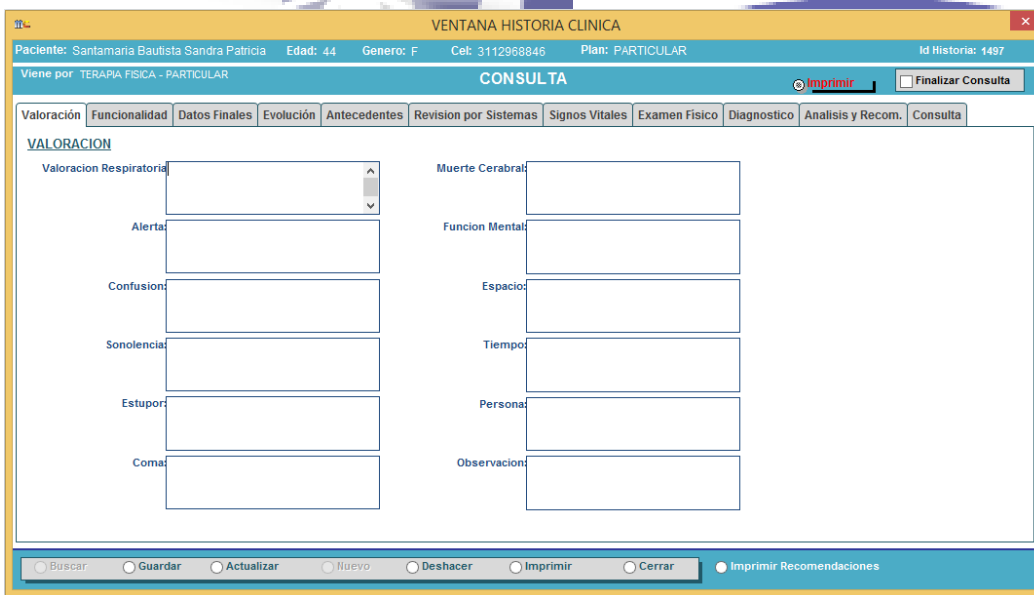 VENTANA HISTORIA CLINICA
Paciente: Santamaria Bautista Sandra Patricia Edad: 44 Genero: F Cel: 3112968846 Plan: PARTICULAR Id Historia: 1497
Viene por TERAPIA FISICA - PARTICULAR CONSULTA Imprimir Finalizar Consulta
Valoración Funcionalidad Datos Finales Evolución Antecedentes Revision por Sistemas Signos Vitales Examen Físico Diagnostico Analisis y Recom. Consulta
VALORACION
Valoracion Respiratoria Muerte Cerabral:
Alerta: Funcion Mental:
Confusion: Espacio:
Sonolencia: Tiempo:
Estupor: Persona:
Coma: Observacion:
Buscar Guardar Actualizar Nuevo Deshacer Imprimir Cerrar Imprimir Recomendaciones